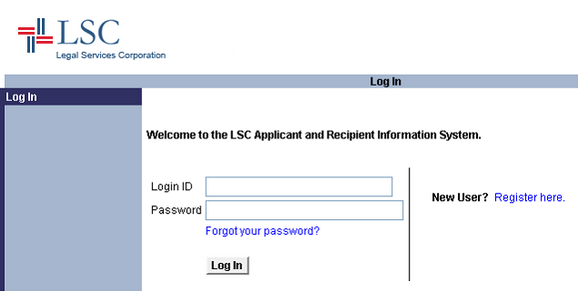 LSC
Legal Services Corporation
Log In
Log In
Welcome to the LSC Applicant and Recipient Information System.
Login ID
New User? Register here.
Password
Forgot your password?
Log In